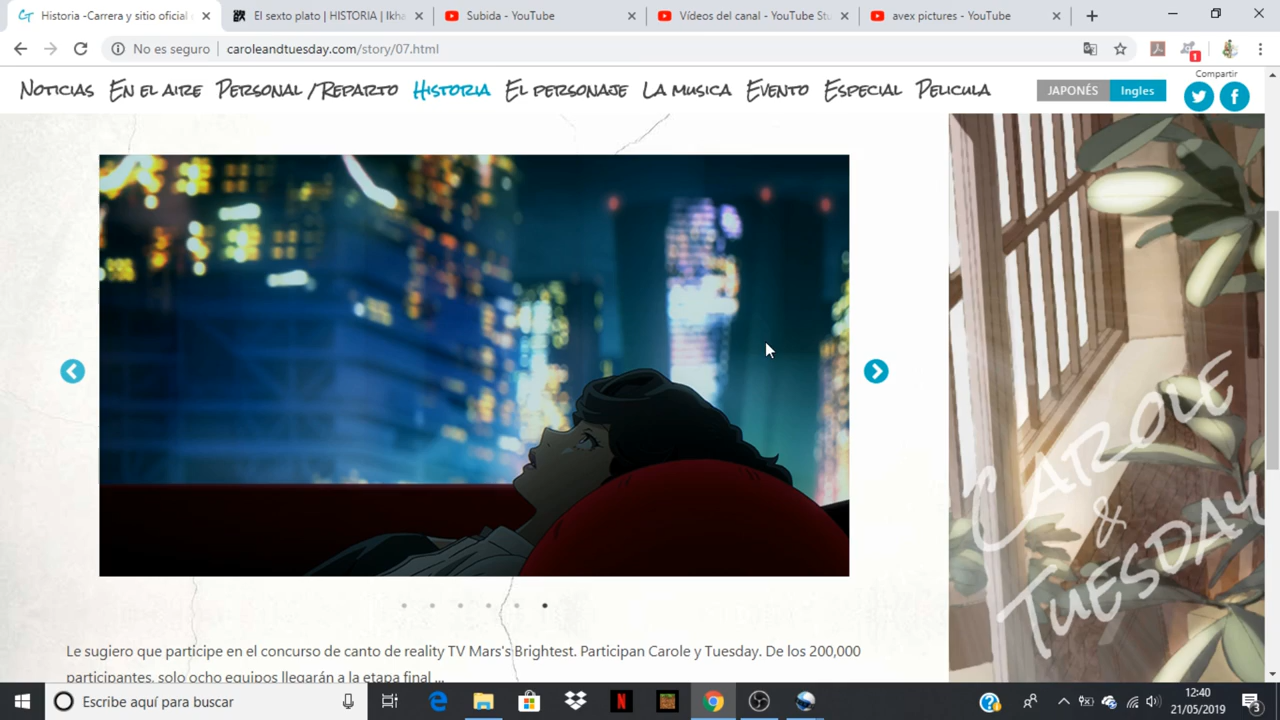 Historia -Carrera y sitio oficial
El sexto plato | HISTORIA | Ikha
Subida - YouTube
Vídeos del canal - YouTube Stu
avex pictures - YouTube
No es seguro | caroleandtuesday.com/story/07.html
1
Noticias En el aire Personal /Reparto Historia El personaje La musica Evento Especial Pelicula
JAPONÉS Ingles
Compartir
CAROLE
&
TUESDAY
Le sugiero que participe en el concurso de canto de reality TV Mars's Brightest. Participan Carole y Tuesday. De los 200,000
participantes, solo ocho equipos llegarán a la etapa final ...
Escribe aquí para buscar
12:40
21/05/2019
3